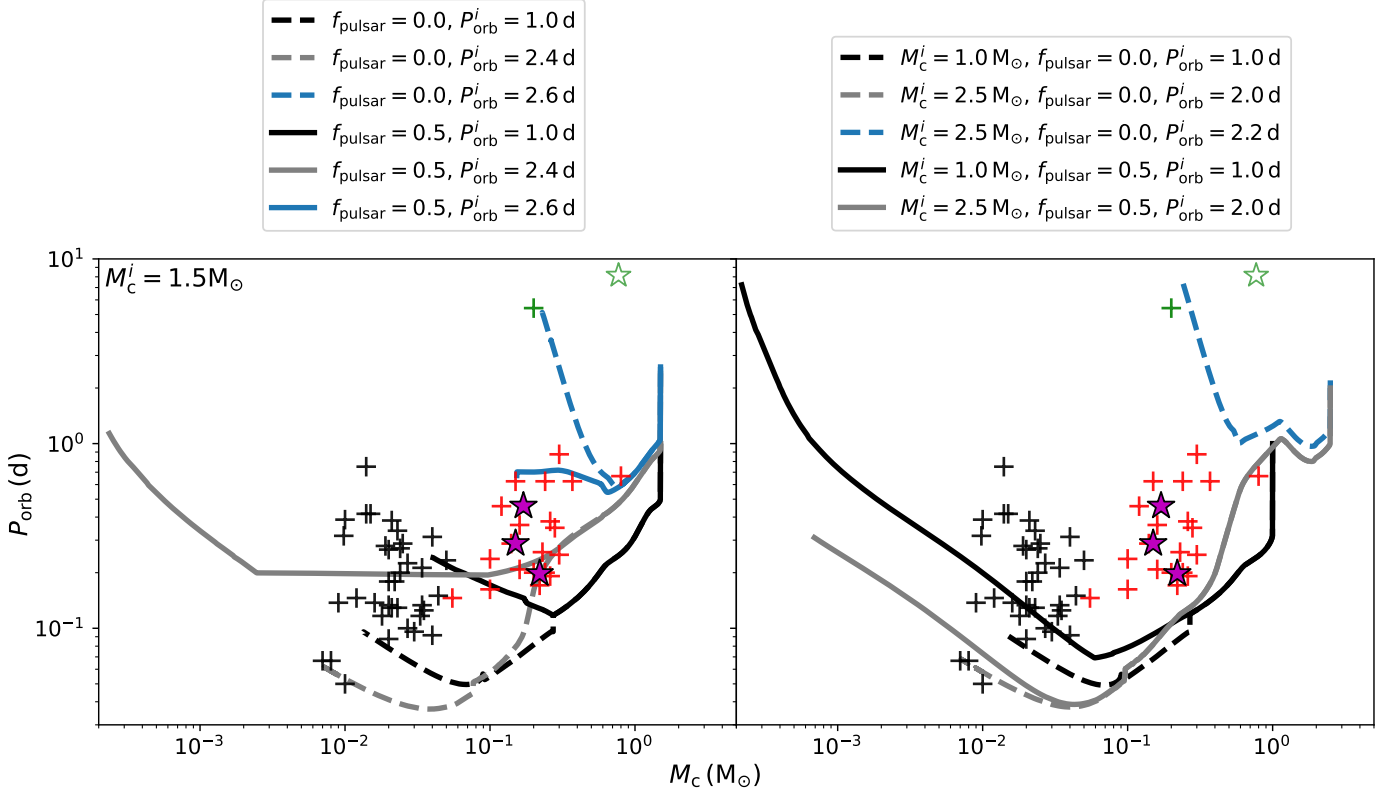 f_pulsar = 0.0, P^i_orb = 1.0 d
f_pulsar = 0.0, P^i_orb = 2.4 d
f_pulsar = 0.0, P^i_orb = 2.6 d
f_pulsar = 0.5, P^i_orb = 1.0 d
f_pulsar = 0.5, P^i_orb = 2.4 d
f_pulsar = 0.5, P^i_orb = 2.6 d
M^i_c = 1.0 M_⊙, f_pulsar = 0.0, P^i_orb = 1.0 d
M^i_c = 2.5 M_⊙, f_pulsar = 0.0, P^i_orb = 2.0 d
M^i_c = 2.5 M_⊙, f_pulsar = 0.0, P^i_orb = 2.2 d
M^i_c = 1.0 M_⊙, f_pulsar = 0.5, P^i_orb = 1.0 d
M^i_c = 2.5 M_⊙, f_pulsar = 0.5, P^i_orb = 2.0 d
M^i_c = 1.5M_⊙
10^1
10^0
10^−1
P_orb (d)
10^−3 10^−2 10^−1 10^0
10^−3 10^−2 10^−1 10^0
M_c (M_⊙)